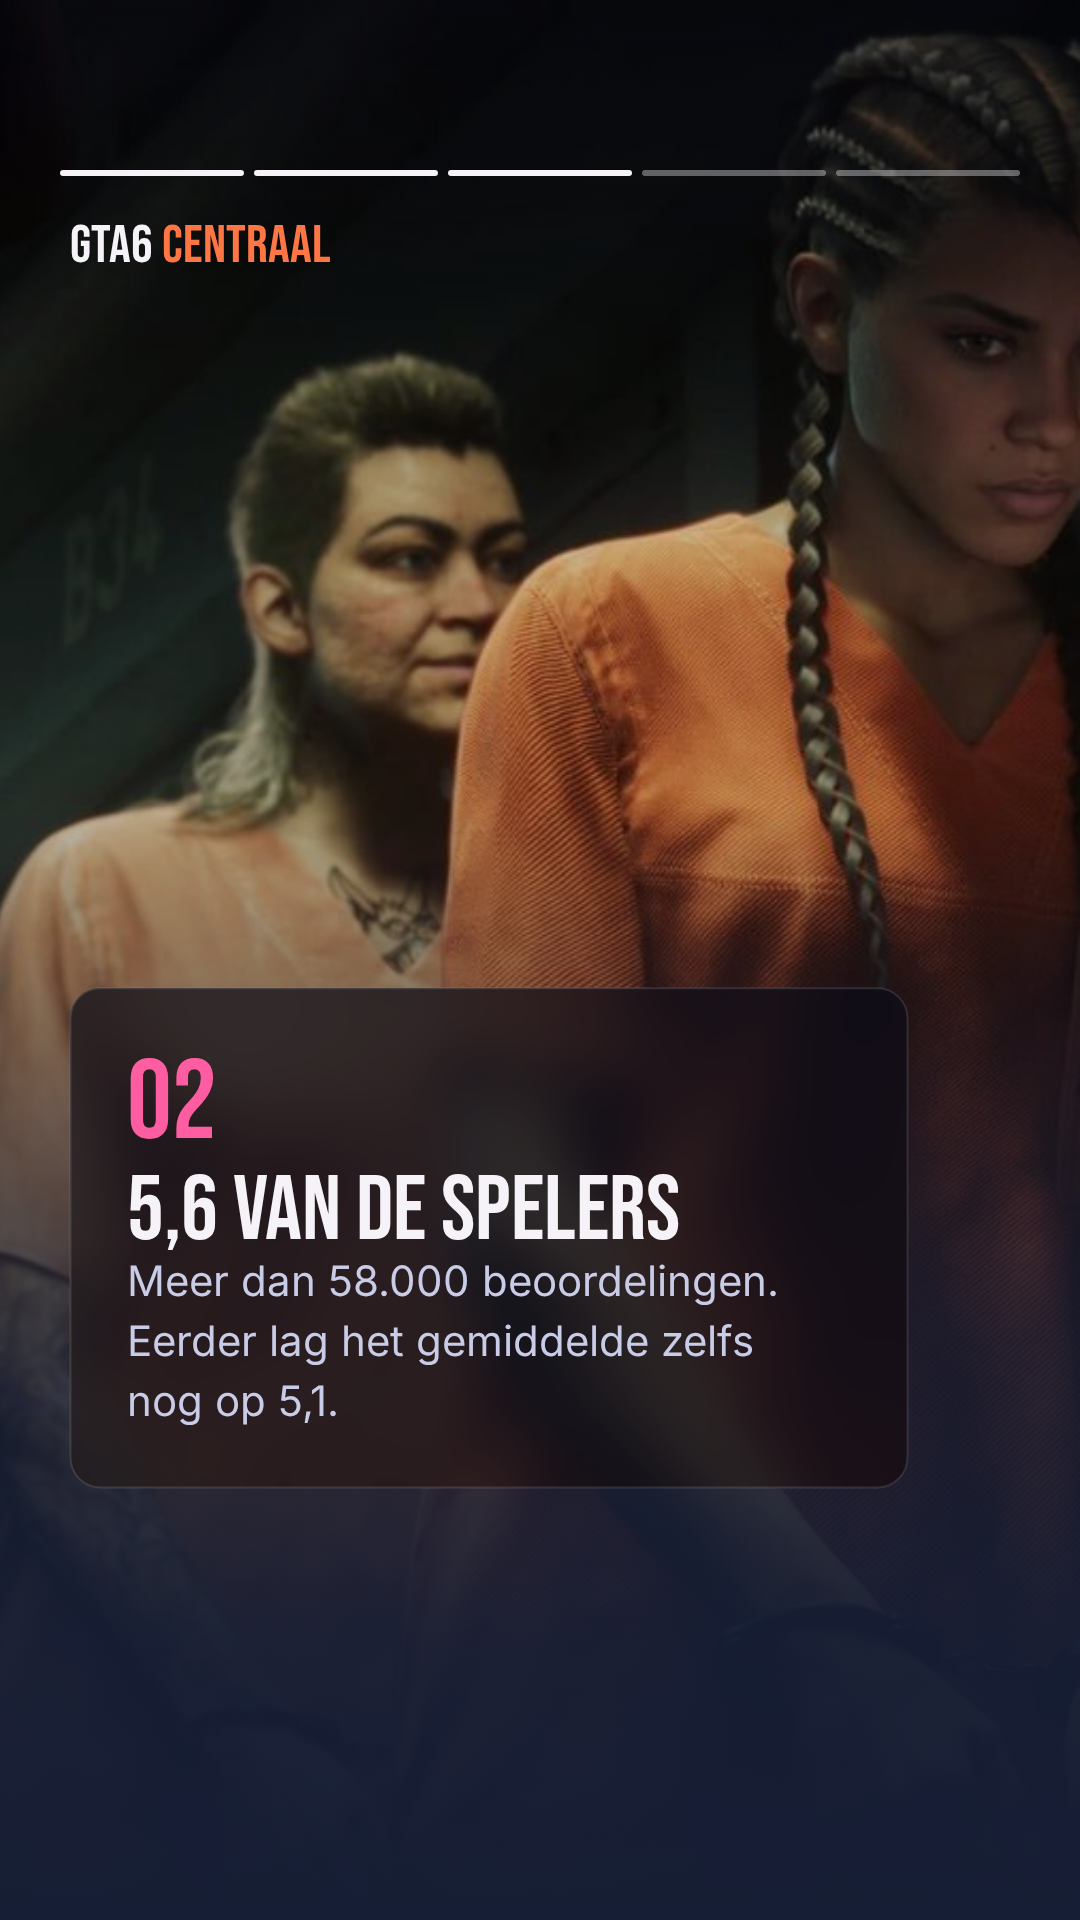 GTA6 CENTRAAL
B34
02
5,6 VAN DE SPELERS
Meer dan 58.000 beoordelingen.
Eerder lag het gemiddelde zelfs
nog op 5,1.